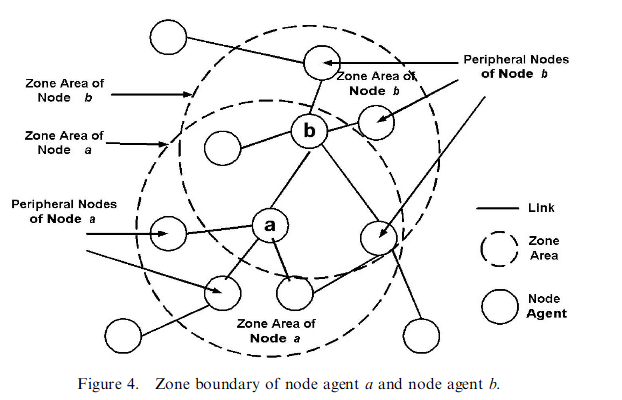 Peripheral Nodes
of Node b
Zone Area of
Node b
Zone Area of
Node b
b
Zone Area of
Node a
Peripheral Nodes
of Node a
a
Link
Zone
Area
Node
Agent
Zone Area of
Node a
Figure 4. Zone boundary of node agent a and node agent b.